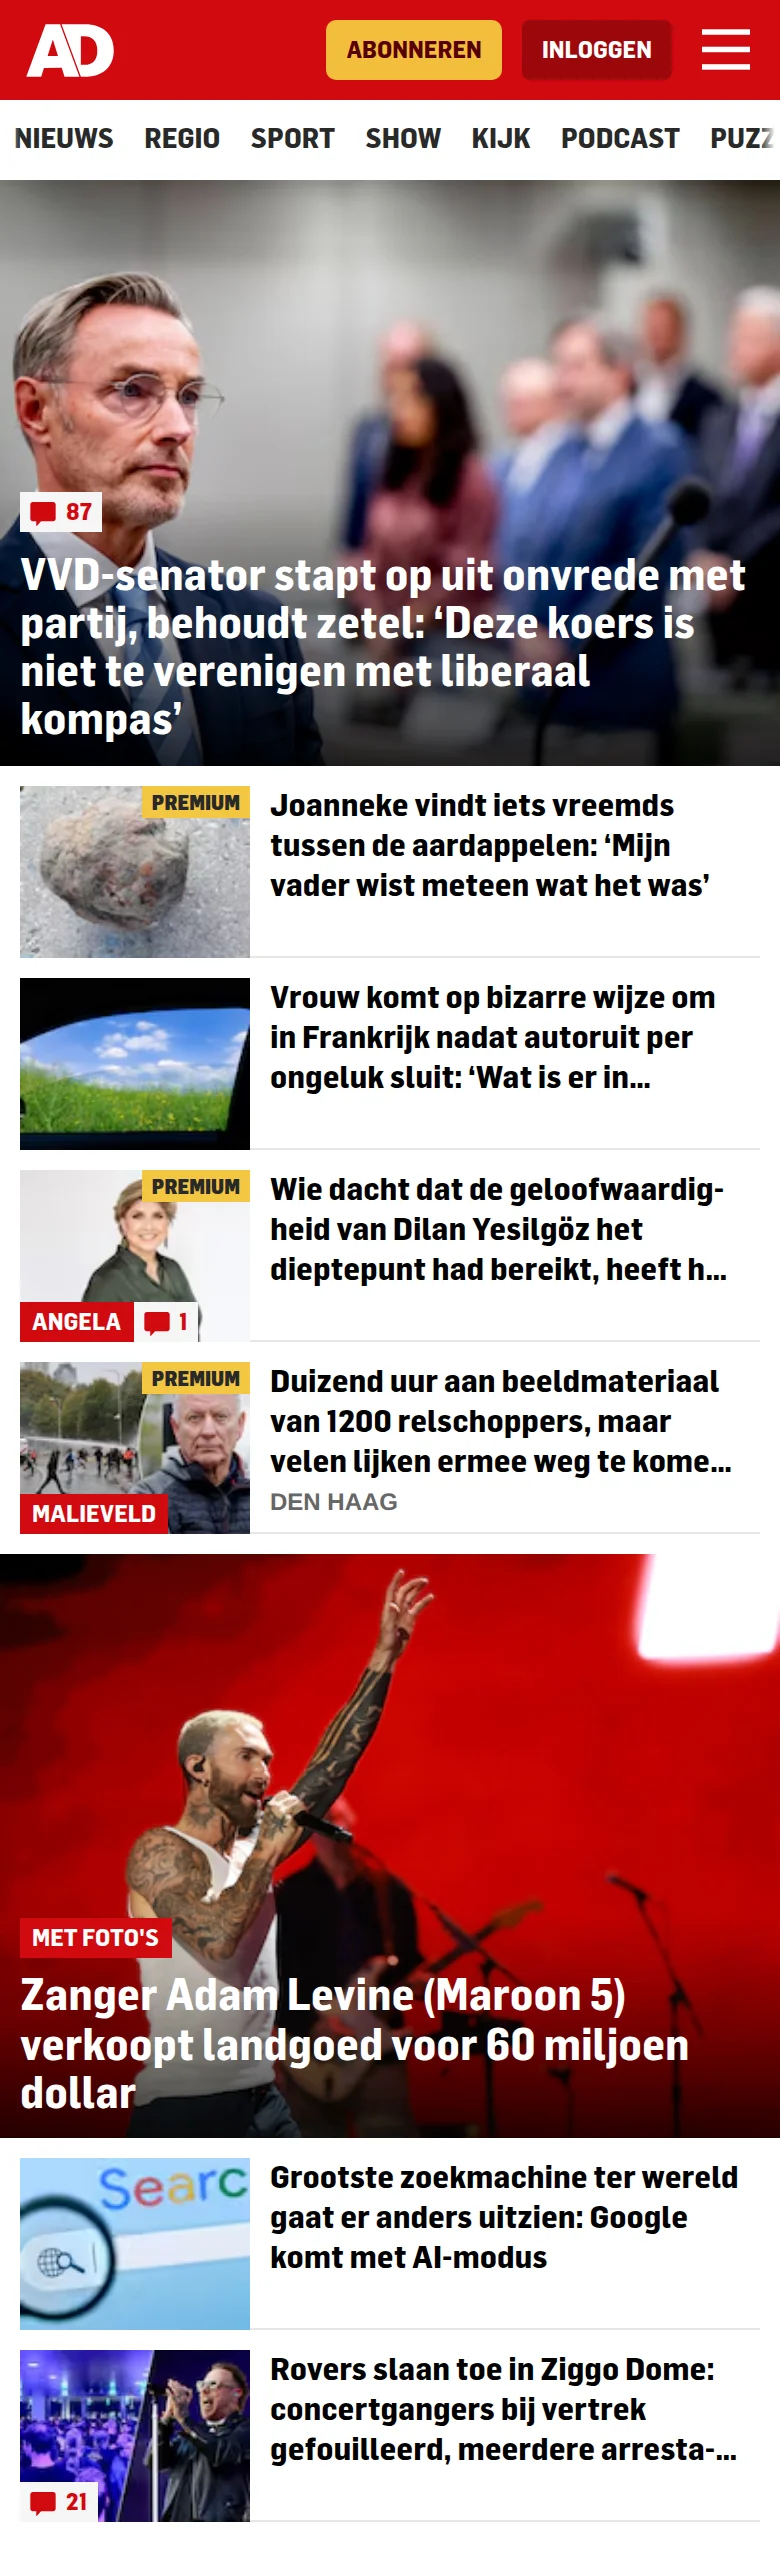 AD
ABONNEREN
INLOGGEN
NIEUWS REGIO SPORT SHOW KIJK PODCAST PUZZ
87
VVD-senator stapt op uit onvrede met
partij, behoudt zetel: ‘Deze koers is
niet te verenigen met liberaal
kompas’
PREMIUM
Joanneke vindt iets vreemds
tussen de aardappelen: ‘Mijn
vader wist meteen wat het was’
Vrouw komt op bizarre wijze om
in Frankrijk nadat autoruit per
ongeluk sluit: ‘Wat is er in...
PREMIUM
ANGELA
1
Wie dacht dat de geloofwaardig-
heid van Dilan Yesilgöz het
dieptepunt had bereikt, heeft h...
PREMIUM
MALIEVELD
Duizend uur aan beeldmateriaal
van 1200 relschoppers, maar
velen lijken ermee weg te kome...
DEN HAAG
MET FOTO'S
Zanger Adam Levine (Maroon 5)
verkoopt landgoed voor 60 miljoen
dollar
Searc
Grootste zoekmachine ter wereld
gaat er anders uitzien: Google
komt met AI-modus
21
Rovers slaan toe in Ziggo Dome:
concertgangers bij vertrek
gefouilleerd, meerdere arresta-...